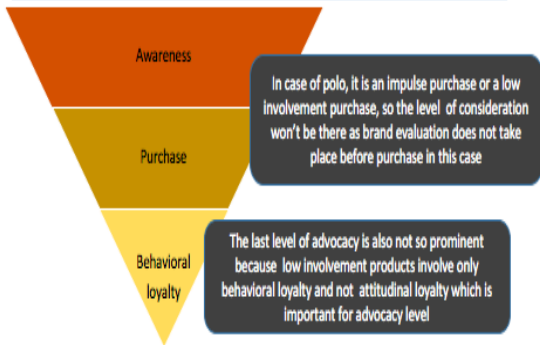 Awareness
In case of polo, it is an impulse purchase or a low
involvement purchase, so the level of consideration
won't be there as brand evaluation does not take
place before purchase in this case
Purchase
The last level of advocacy is also not so prominent
because low involvement products involve only
behavioral loyalty and not attitudinal loyalty which is
important for advocacy level
Behavioral
loyalty